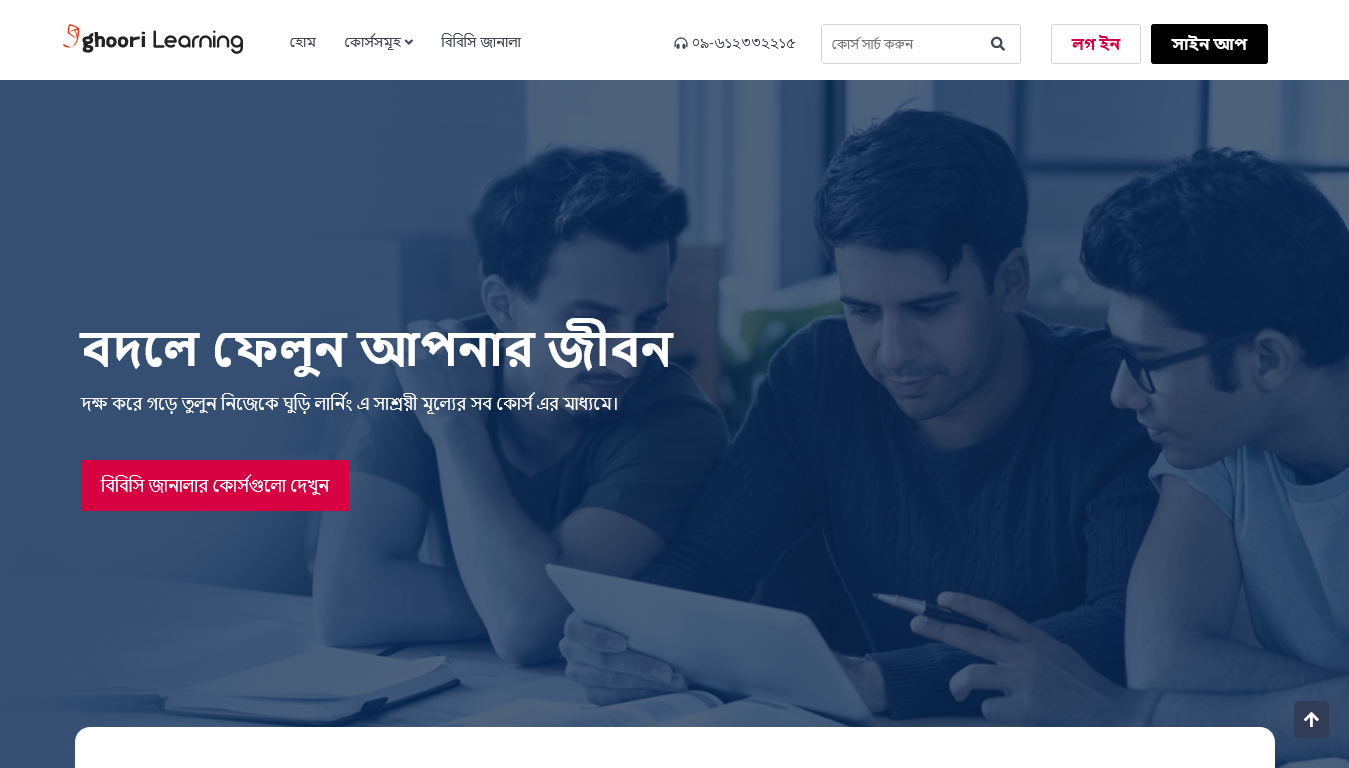 ghoori Learning
হোম
কোর্সসমূহ
বিবিসি জানালা
০৯-৬১২৩৩২২১৫
কোর্স সার্চ করুন
লগ ইন
সাইন আপ
বদলে ফেলুন আপনার জীবন
দক্ষ করে গড়ে তুলুন নিজেকে ঘুড়ি লার্নিং এ সাশ্রয়ী মূল্যের সব কোর্স এর মাধ্যমে।
বিবিসি জানালার কোর্সগুলো দেখুন